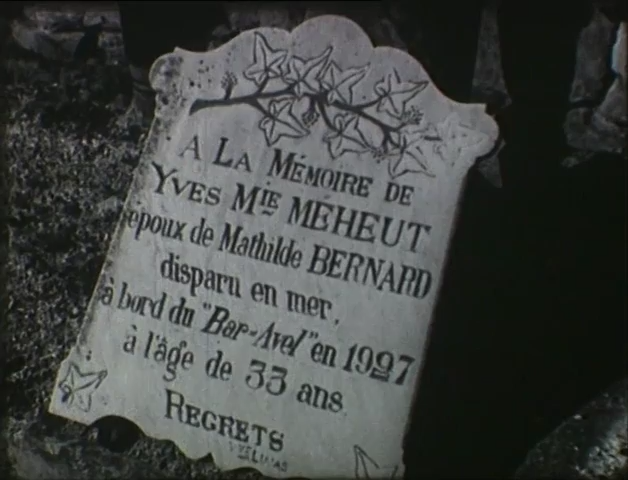 A LA MÉMOIRE DE
YVES MIE MÉHEUT
époux de Mathilde BERNARD
disparu en mer,
à bord du "Bar-Avel" en 1927
à l'âge de 33 ans.
REGRETS